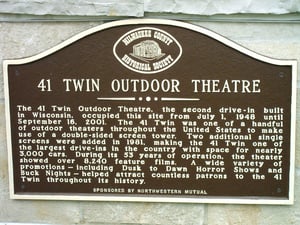 MILWAUKEE COUNTY
HISTORICAL SOCIETY
41 TWIN OUTDOOR THEATRE
The 41 Twin Outdoor Theatre, the second drive-in built
in Wisconsin, occupied this site from July 1, 1948 until
September 16, 2001. The 41 Twin was one of a handful
of outdoor theaters throughout the United States to make
use of a double-sided screen tower. Two additional single
screens were added in 1981, making the 41 Twin one of
the largest drive-ins in the country with space for nearly
3,000 cars. During its 53 years of operation, the theater
showed over 8,240 feature films. A wide variety of
promotions—including Dusk to Dawn Horror Shows and
Buck Nights—helped attract countless patrons to the 41
Twin throughout its history.
SPONSORED BY NORTHWESTERN MUTUAL